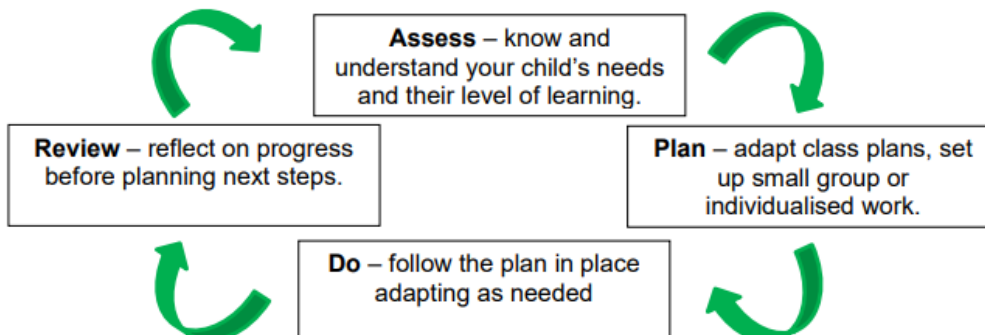 Assess – know and
understand your child's needs
and their level of learning.
Review – reflect on progress
before planning next steps.
Plan – adapt class plans, set
up small group or
individualised work.
Do – follow the plan in place
adapting as needed